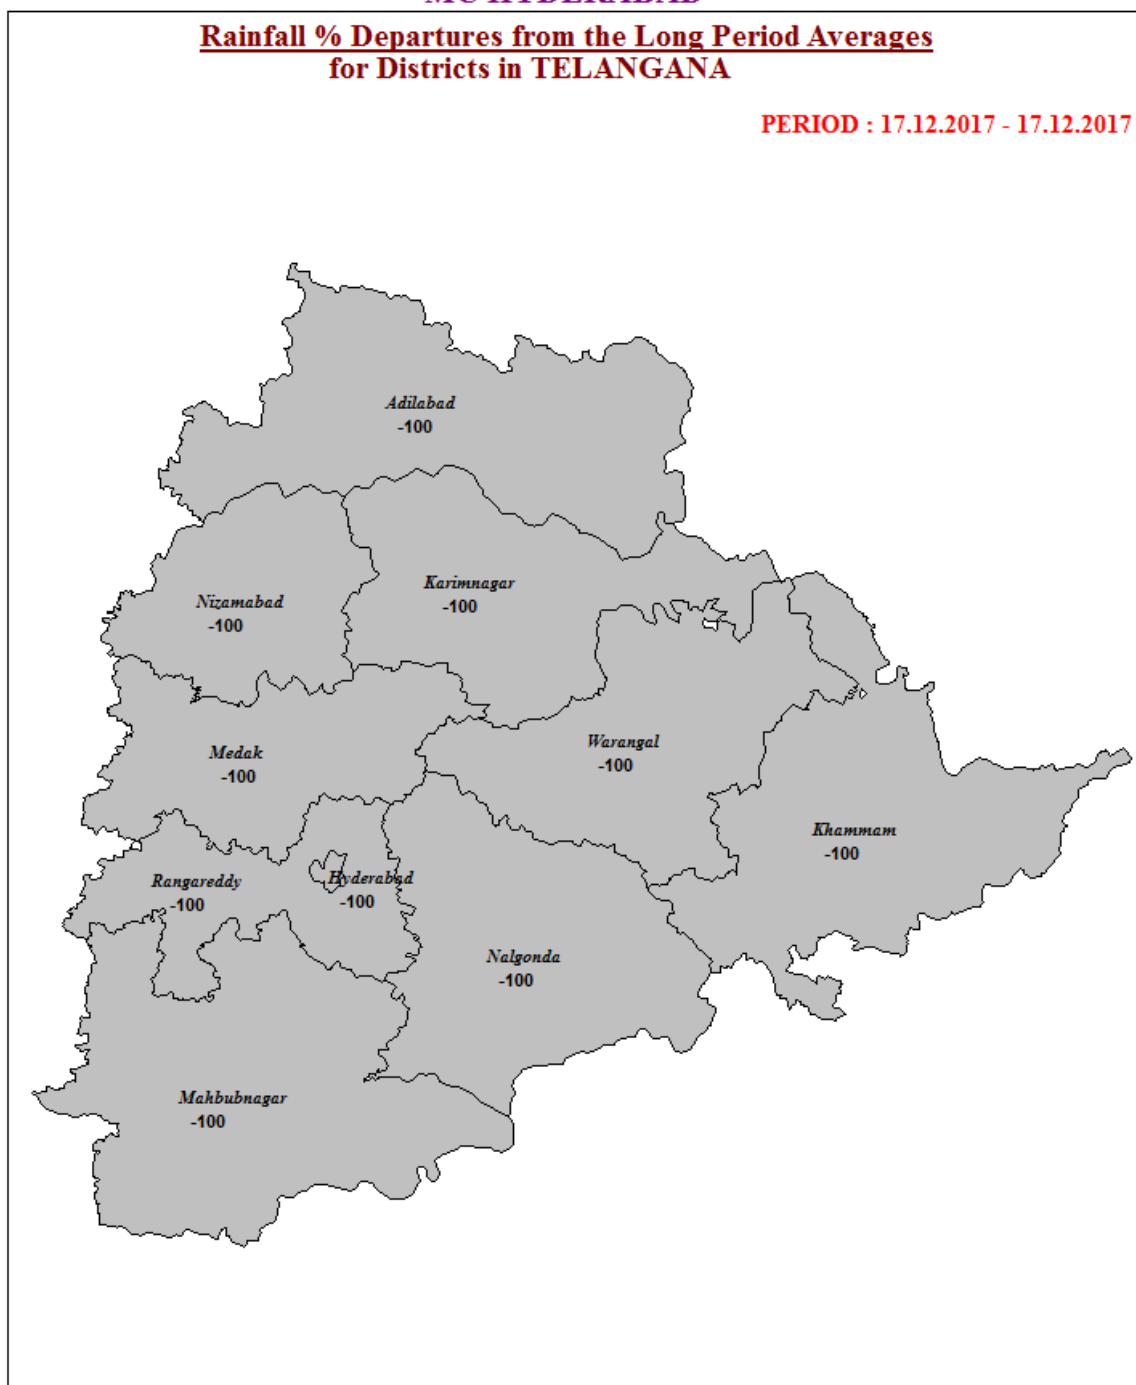 MC HYDERABAD
Rainfall % Departures from the Long Period Averages
for Districts in TELANGANA
PERIOD : 17.12.2017 - 17.12.2017
Adilabad
-100
Karimnagar
-100
Nizamabad
-100
Warangal
-100
Medak
-100
Khammam
-100
Rangareddy
-100
Hyderabad
-100
Nalgonda
-100
Mahbubnagar
-100